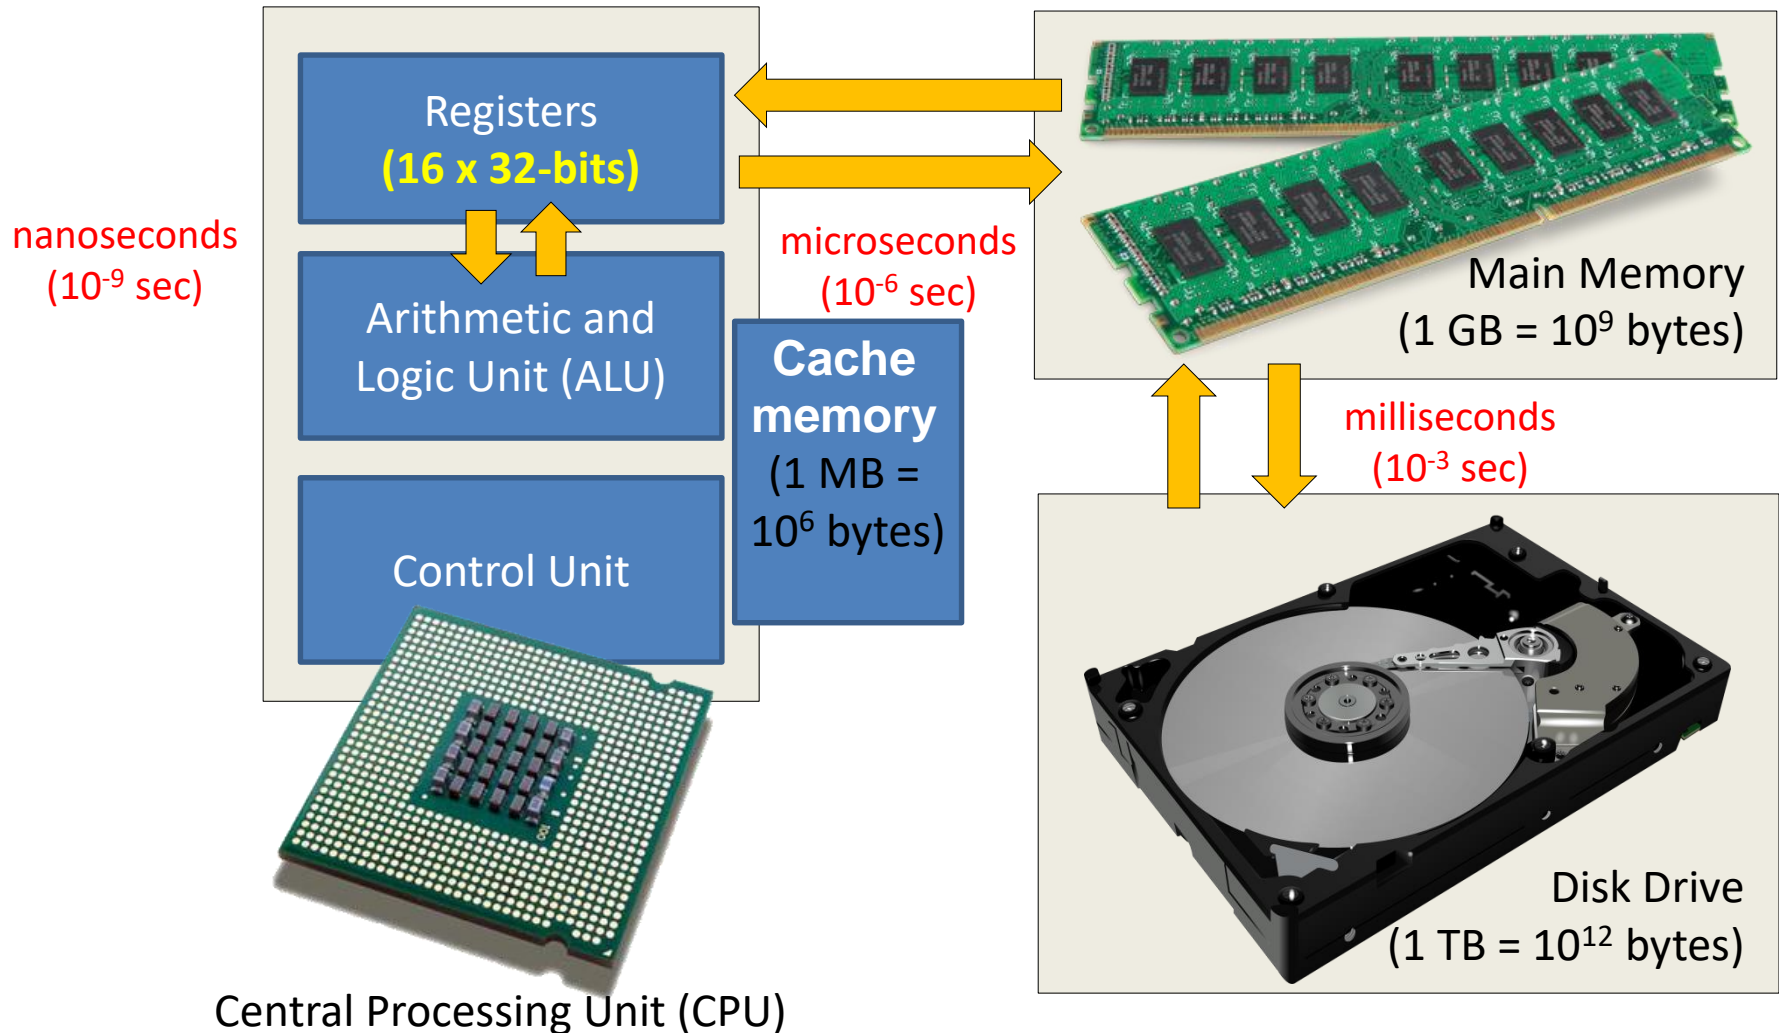 Registers
(16 x 32-bits)
nanoseconds
(10⁻⁹ sec)
Arithmetic and
Logic Unit (ALU)
Control Unit
Central Processing Unit (CPU)
microseconds
(10⁻⁶ sec)
Cache
memory
(1 MB =
10⁶ bytes)
Main Memory
(1 GB = 10⁹ bytes)
milliseconds
(10⁻³ sec)
Disk Drive
(1 TB = 10¹² bytes)